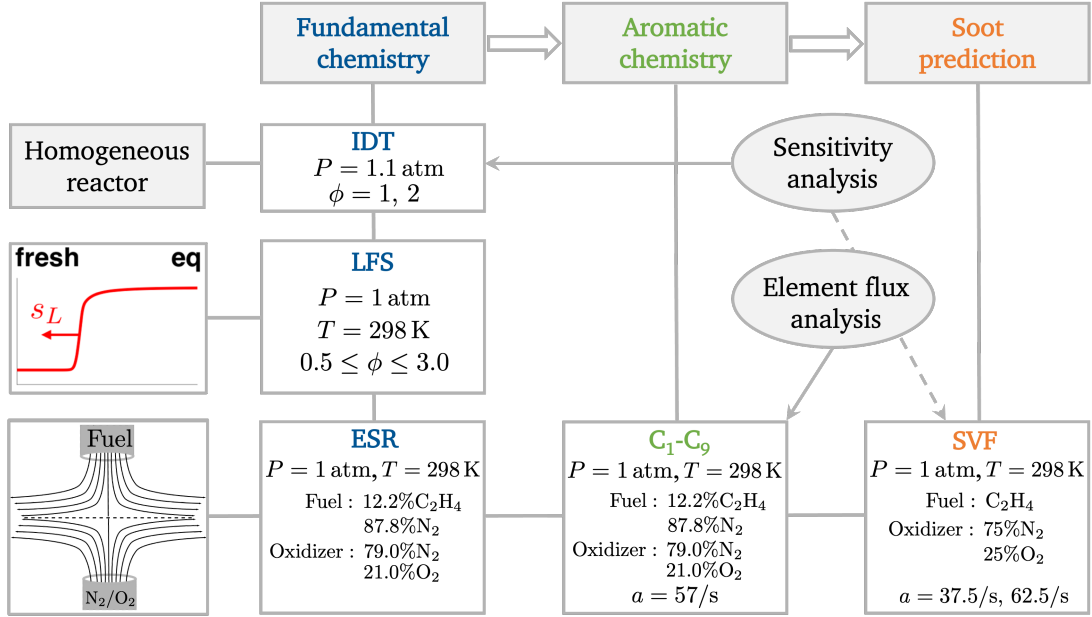 Fundamental
chemistry
Aromatic
chemistry
Soot
prediction
Homogeneous
reactor
IDT
P = 1.1 atm
ϕ = 1, 2
Sensitivity
analysis
fresh eq
s_L
LFS
P = 1 atm
T = 298 K
0.5 ≤ ϕ ≤ 3.0
Element flux
analysis
Fuel
N₂/O₂
ESR
P = 1 atm, T = 298 K
Fuel : 12.2%C₂H₄
87.8%N₂
Oxidizer : 79.0%N₂
21.0%O₂
C₁-C₉
P = 1 atm, T = 298 K
Fuel : 12.2%C₂H₄
87.8%N₂
Oxidizer : 79.0%N₂
21.0%O₂
a = 57/s
SVF
P = 1 atm, T = 298 K
Fuel : C₂H₄
Oxidizer : 75%N₂
25%O₂
a = 37.5/s, 62.5/s